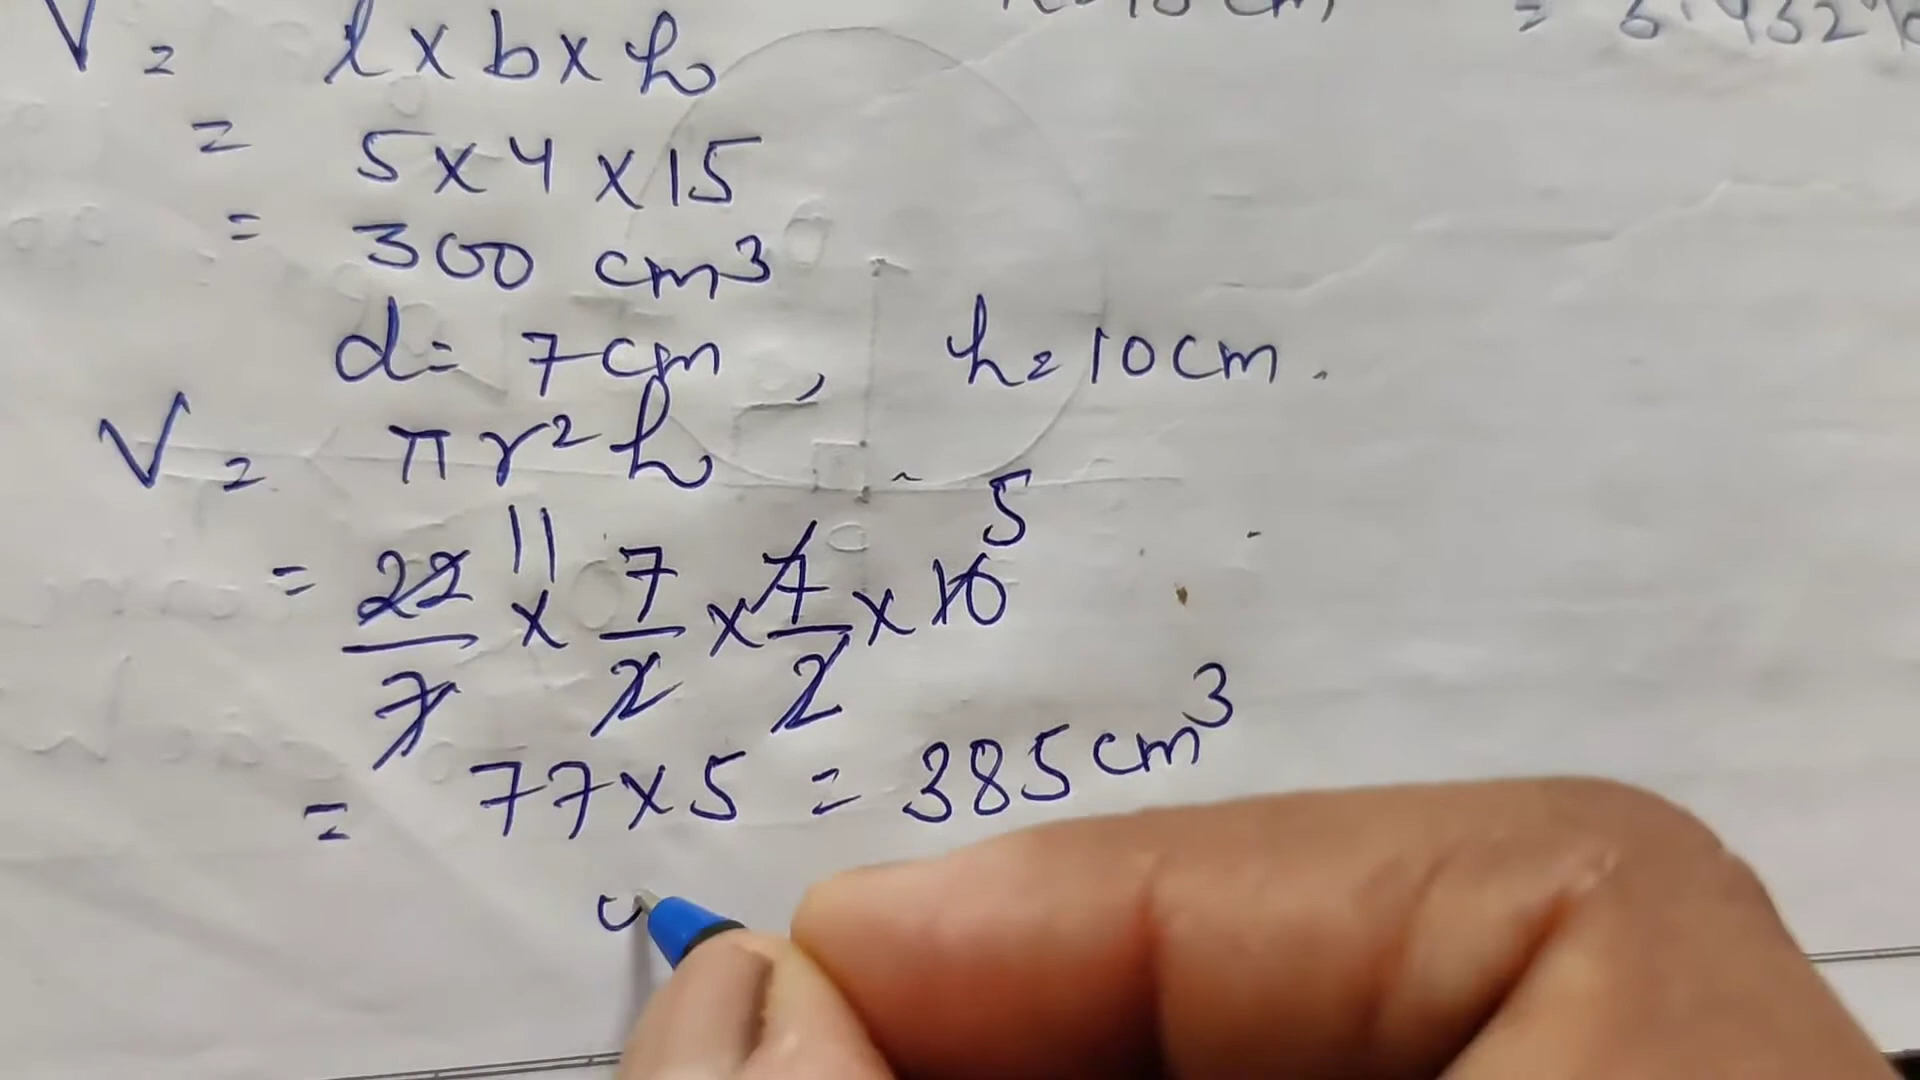 V = l x b x h
= 5 x 4 x 15
= 300 cm³
d = 7 cm , h = 10 cm .
V = π r² h
= 22/7 11 x 7/2 x 7/2 x 10 5
= 77 x 5 = 385 cm³